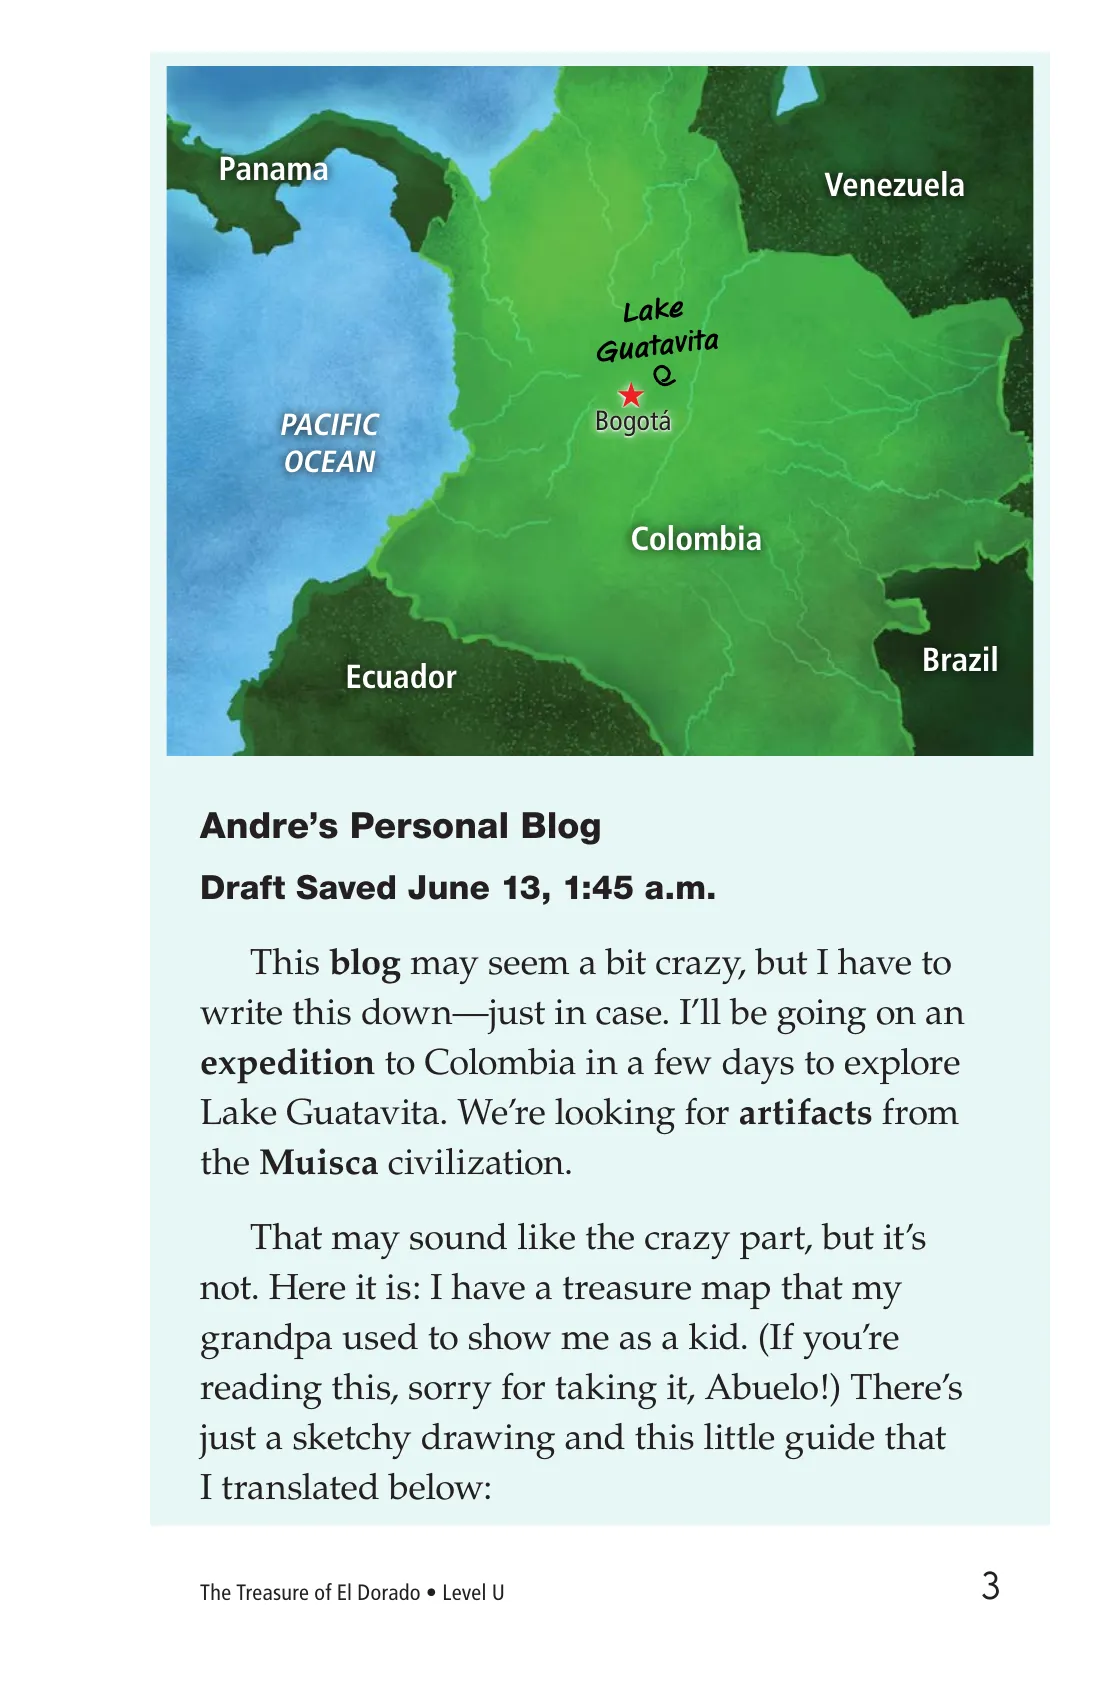 Panama
Venezuela
Lake
Guatavita
Bogotá
PACIFIC
OCEAN
Colombia
Brazil
Ecuador
Andre’s Personal Blog
Draft Saved June 13, 1:45 a.m.
This blog may seem a bit crazy, but I have to
write this down—just in case. I’ll be going on an
expedition to Colombia in a few days to explore
Lake Guatavita. We’re looking for artifacts from
the Muisca civilization.
That may sound like the crazy part, but it’s
not. Here it is: I have a treasure map that my
grandpa used to show me as a kid. (If you’re
reading this, sorry for taking it, Abuelo!) There’s
just a sketchy drawing and this little guide that
I translated below:
The Treasure of El Dorado • Level U
3